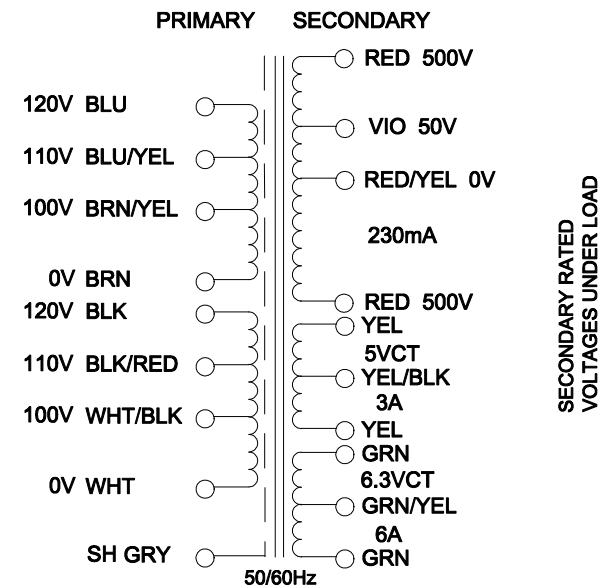 PRIMARY
SECONDARY
120V BLU
110V BLU/YEL
100V BRN/YEL
0V BRN
120V BLK
110V BLK/RED
100V WHT/BLK
0V WHT
SH GRY
RED 500V
VIO 50V
RED/YEL 0V
230mA
RED 500V
YEL
5VCT
YEL/BLK
3A
YEL
GRN
6.3VCT
GRN/YEL
6A
GRN
50/60Hz
SECONDARY RATED
VOLTAGES UNDER LOAD